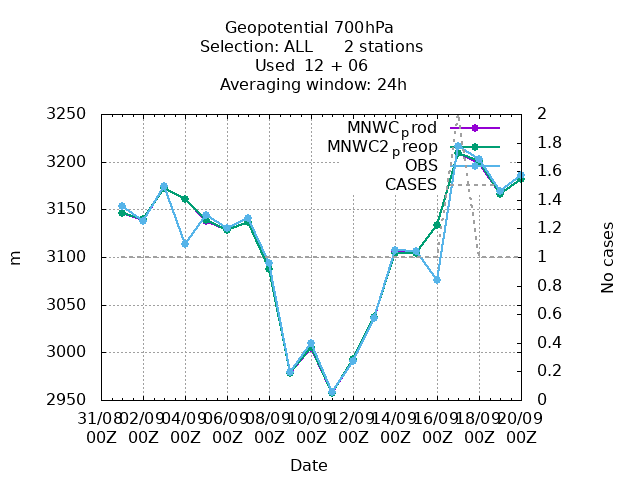 Geopotential 700hPa
Selection: ALL      2 stations
Used  12 + 06
Averaging window: 24h
MNWCprod
MNWC2preop
OBS
CASES
3250
3200
3150
3100
3050
3000
2950
m
2
1.8
1.6
1.4
1.2
1
0.8
0.6
0.4
0.2
0
No cases
31/08 02/09 04/09 06/09 08/09 10/09 12/09 14/09 16/09 18/09 20/09
00Z 00Z 00Z 00Z 00Z 00Z 00Z 00Z 00Z 00Z 00Z
Date